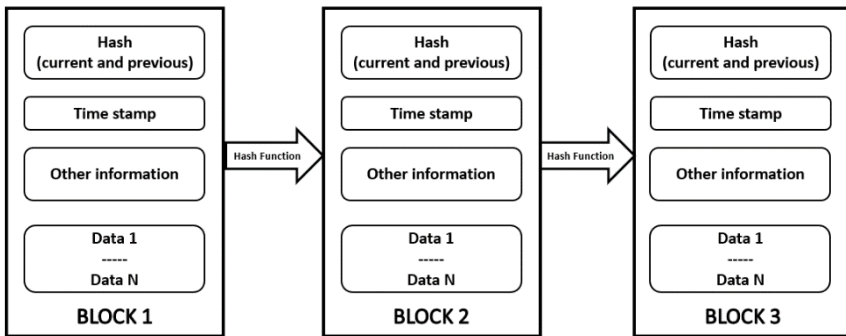 Hash
(current and previous)
Time stamp
Other information
Data 1
-----
Data N
BLOCK 1
Hash Function
Hash
(current and previous)
Time stamp
Other information
Data 1
-----
Data N
BLOCK 2
Hash Function
Hash
(current and previous)
Time stamp
Other information
Data 1
-----
Data N
BLOCK 3